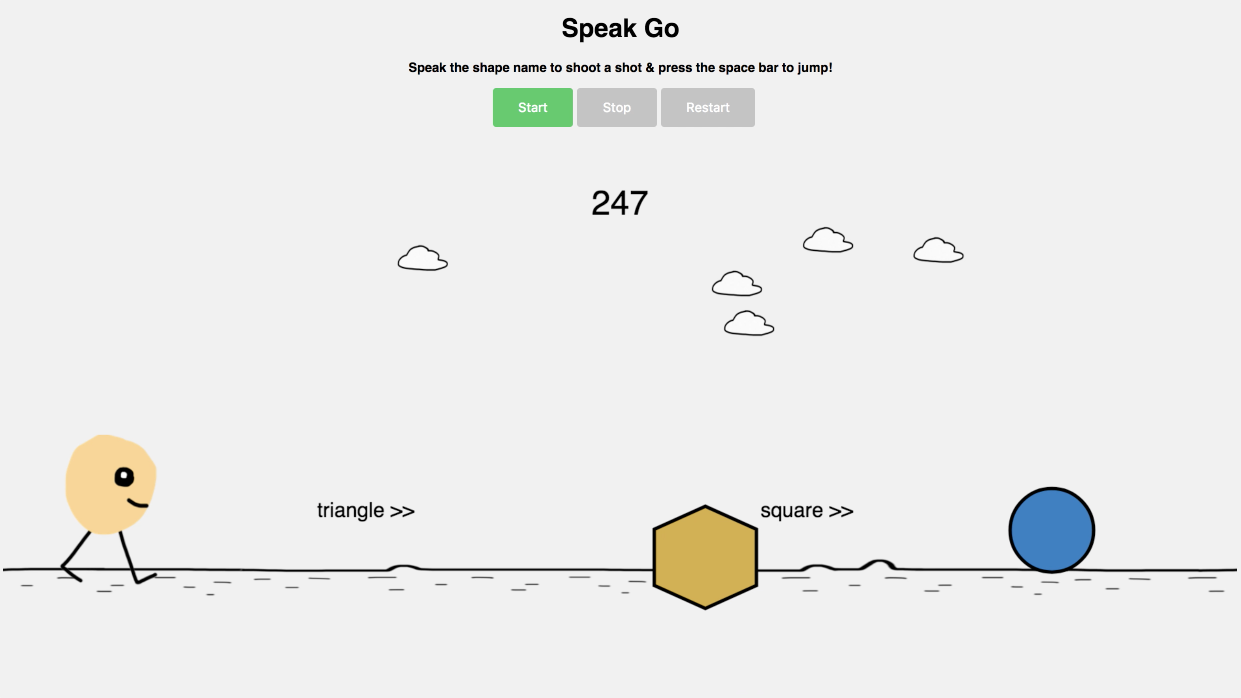 Speak Go
Speak the shape name to shoot a shot & press the space bar to jump!
Start Stop Restart
247
triangle >> square >>